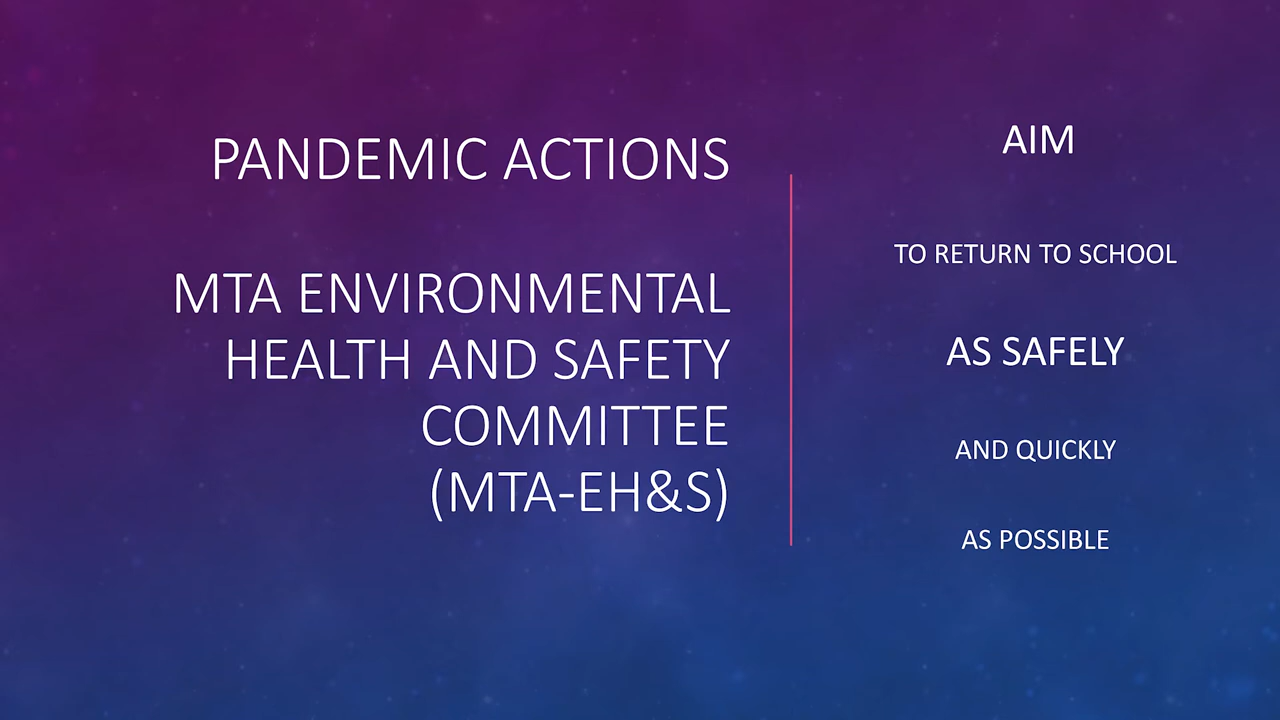 PANDEMIC ACTIONS
MTA ENVIRONMENTAL
HEALTH AND SAFETY
COMMITTEE
(MTA-EH&S)
AIM
TO RETURN TO SCHOOL
AS SAFELY
AND QUICKLY
AS POSSIBLE